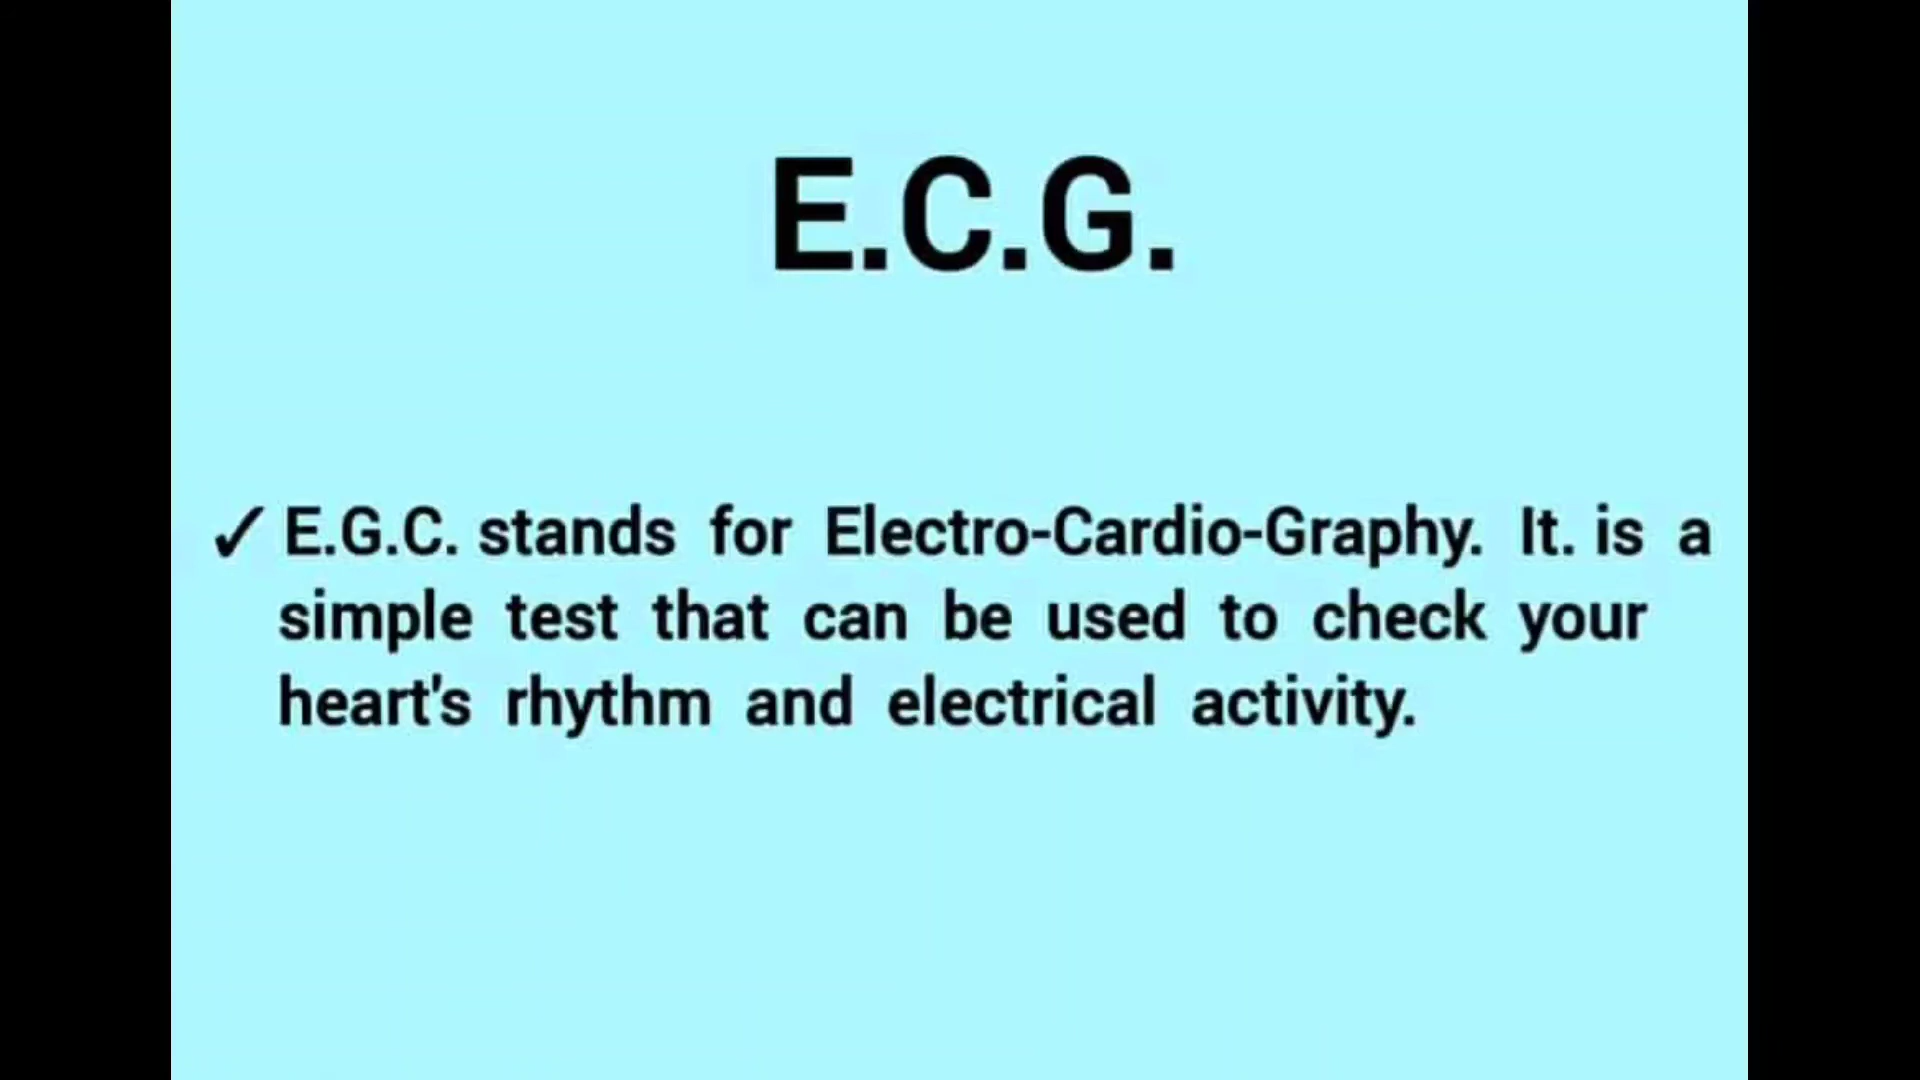 E.C.G.
✓ E.G.C. stands for Electro-Cardio-Graphy. It. is a
simple test that can be used to check your
heart's rhythm and electrical activity.